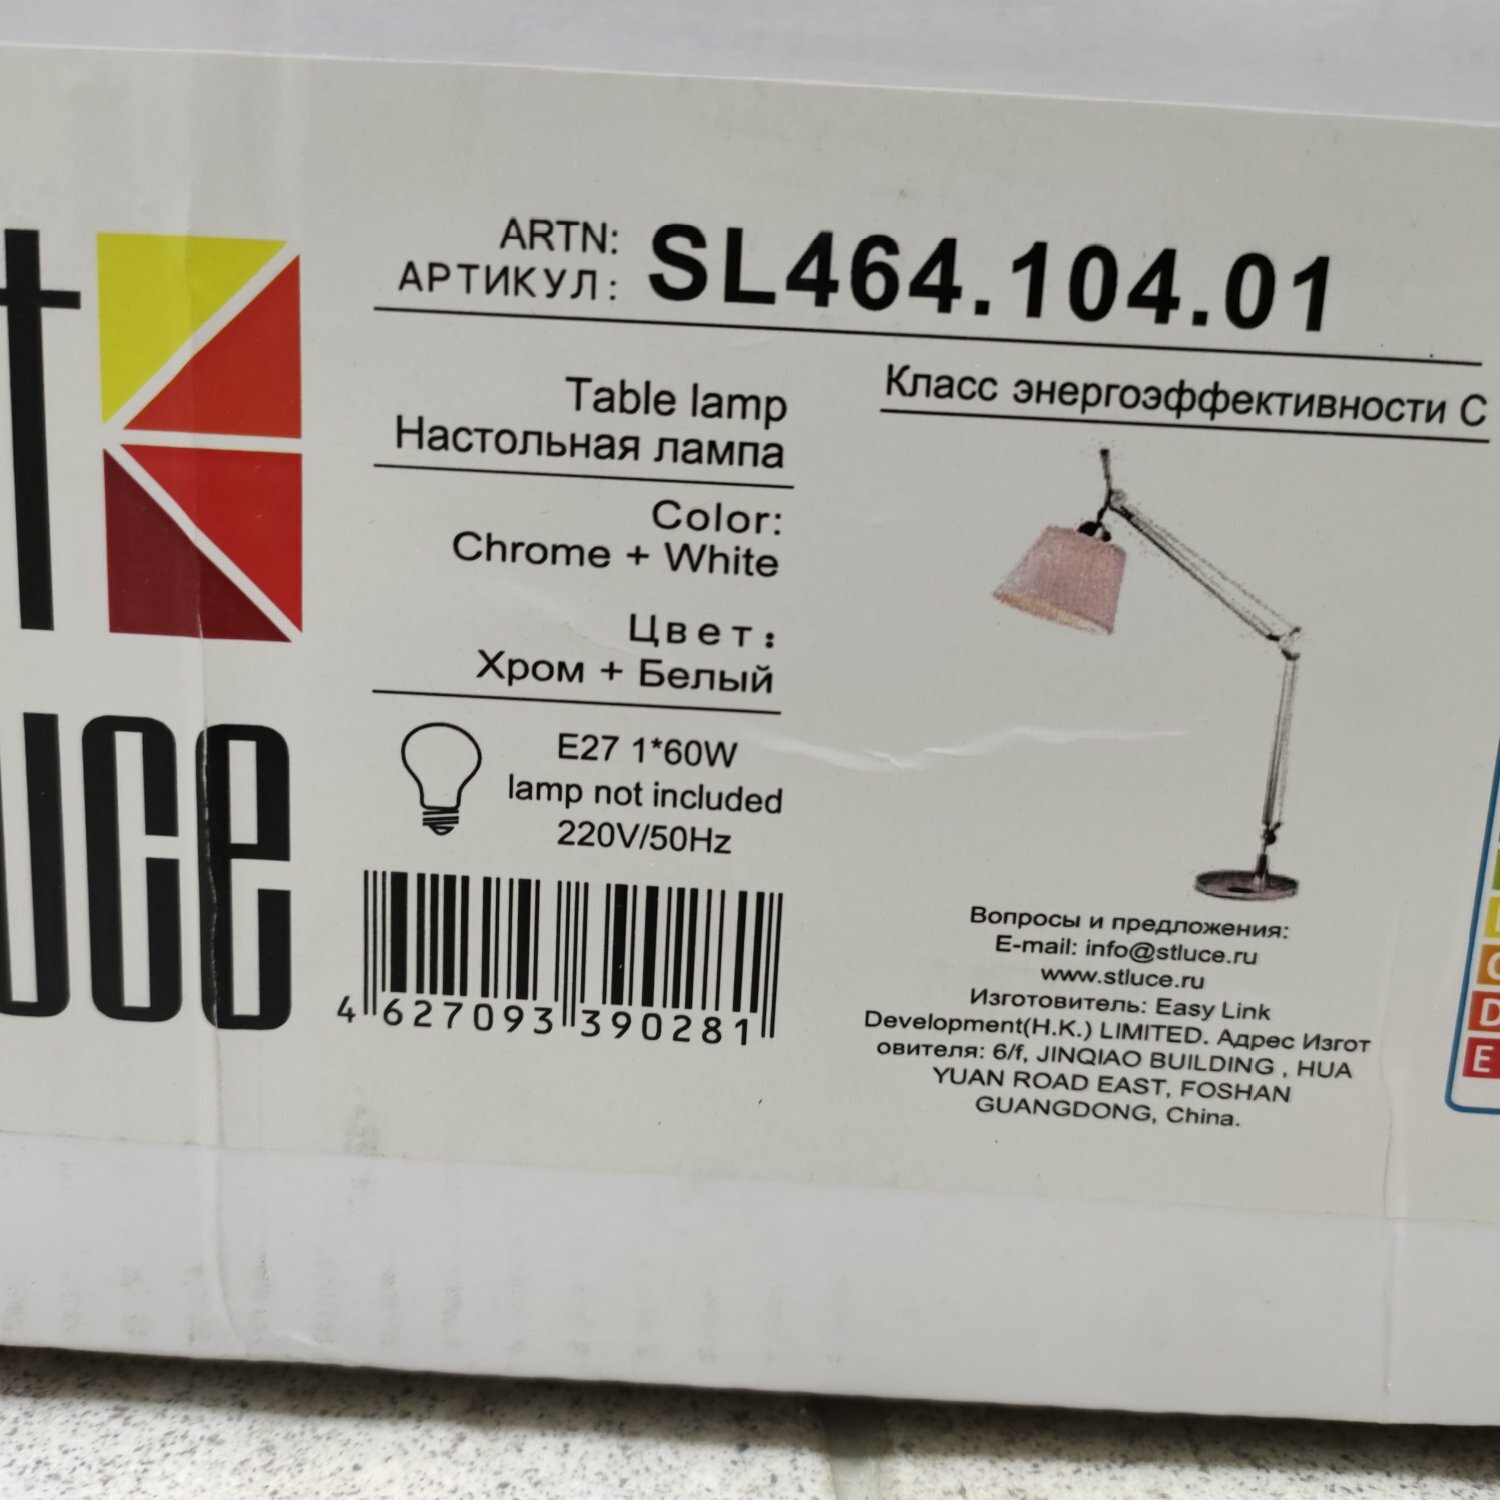 t
uce
ARTN:
АРТИКУЛ: SL464.104.01
Table lamp
Настольная лампа
Color:
Chrome + White
Цвет:
Хром + Белый
E27 1*60W
lamp not included
220V/50Hz
4 627093 390281
Класс энергоэффективности C
Вопросы и предложения:
E-mail: info@stluce.ru
www.stluce.ru
Изготовитель: Easy Link
Development(H.K.) LIMITED. Адрес Изгот
овителя: 6/f, JINQIAO BUILDING , HUA
YUAN ROAD EAST, FOSHAN
GUANGDONG, China.
D
E